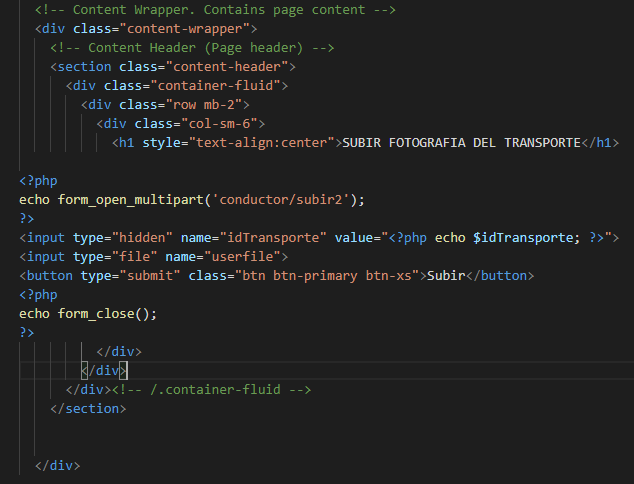 <!-- Content Wrapper. Contains page content -->
<div class="content-wrapper">
<!-- Content Header (Page header) -->
<section class="content-header">
<div class="container-fluid">
<div class="row mb-2">
<div class="col-sm-6">
<h1 style="text-align:center">SUBIR FOTOGRAFIA DEL TRANSPORTE</h1>
<?php
echo form_open_multipart('conductor/subir2');
?>
<input type="hidden" name="idTransporte" value="<?php echo $idTransporte; ?>">
<input type="file" name="userfile">
<button type="submit" class="btn btn-primary btn-xs">Subir</button>
<?php
echo form_close();
?>
</div>
</div>
</div><!-- /.container-fluid -->
</section>
</div>